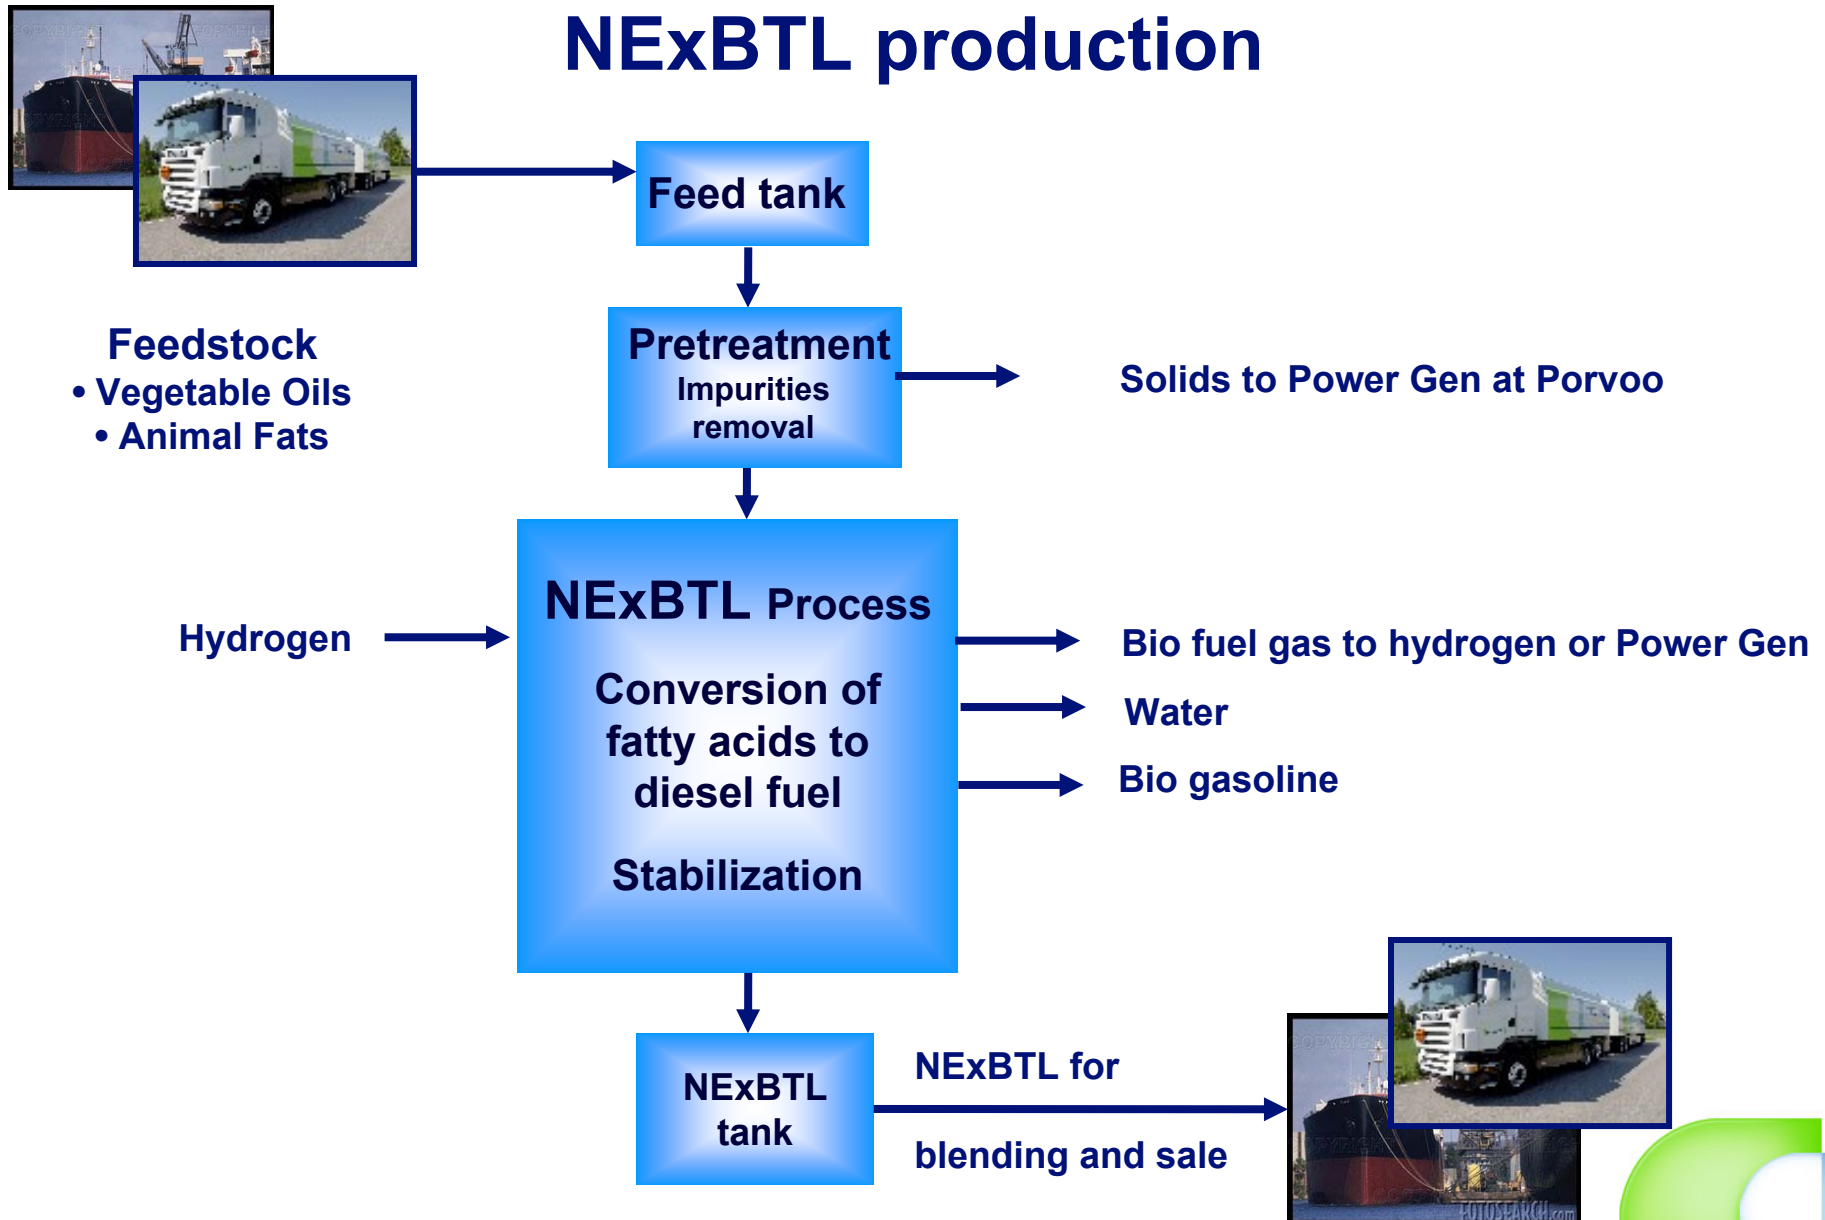 NExBTL production
Feed tank
Feedstock
• Vegetable Oils
• Animal Fats
Pretreatment
Impurities
removal
Solids to Power Gen at Porvoo
Hydrogen
NExBTL Process
Conversion of
fatty acids to
diesel fuel
Stabilization
Bio fuel gas to hydrogen or Power Gen
Water
Bio gasoline
NExBTL
tank
NExBTL for
blending and sale
FOTOSEARCH.com